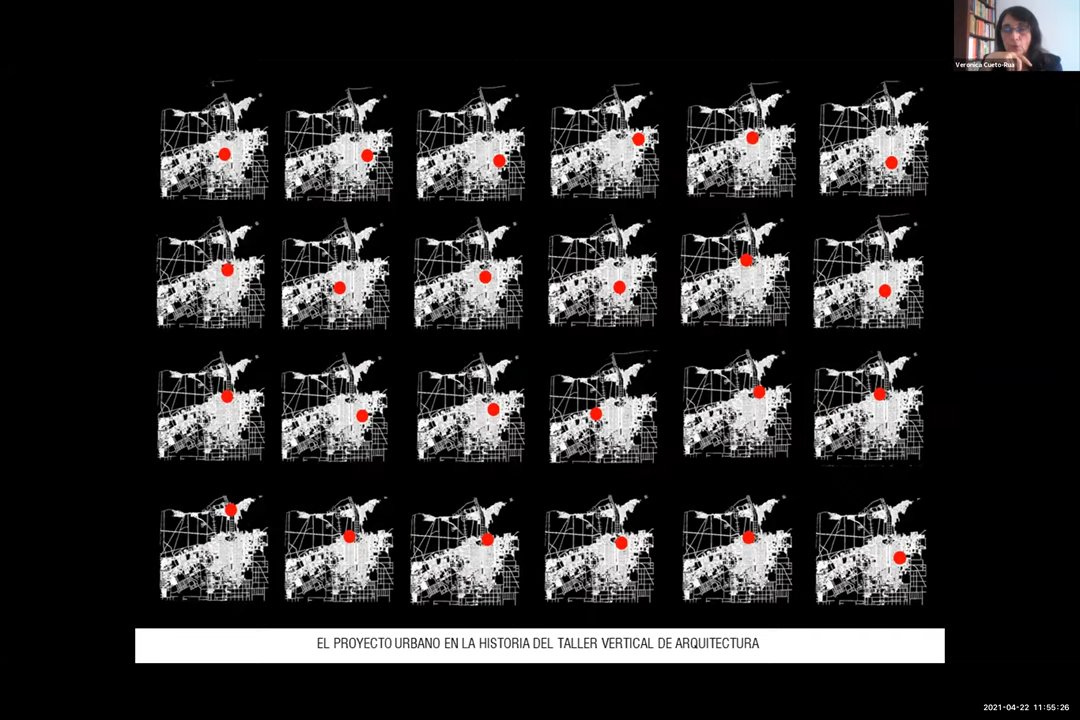 Veronica Cueto-Rua
EL PROYECTO URBANO EN LA HISTORIA DEL TALLER VERTICAL DE ARQUITECTURA
2021-04-22 11:55:26